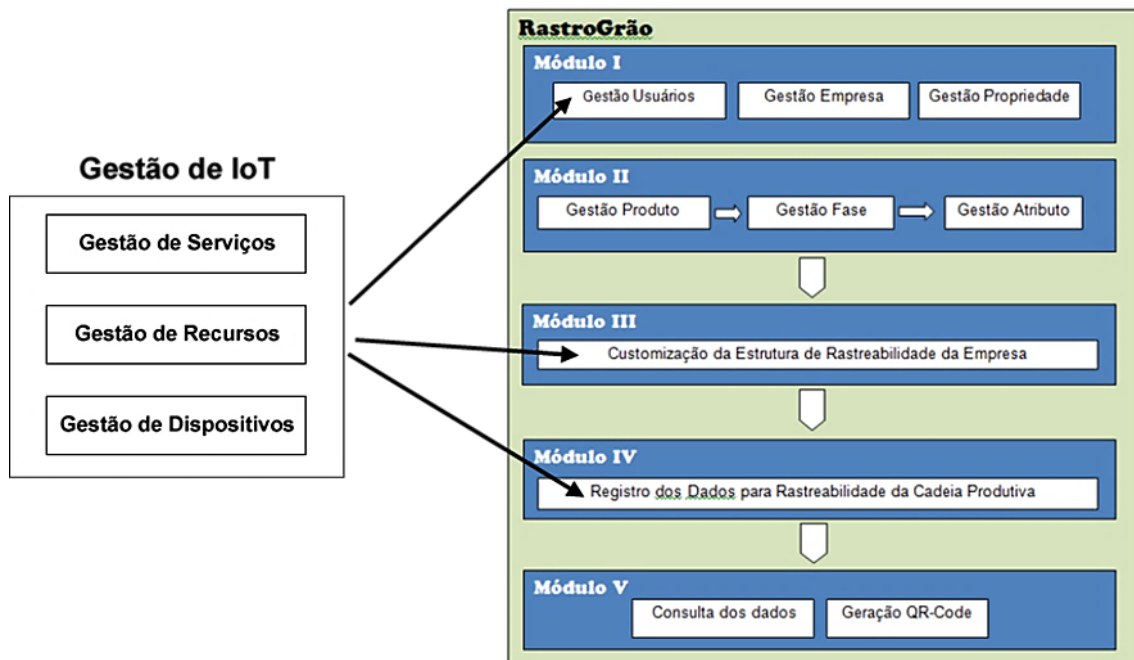 Gestão de IoT
Gestão de Serviços
Gestão de Recursos
Gestão de Dispositivos
RastroGrão
Módulo I
Gestão Usuários
Gestão Empresa
Gestão Propriedade
Módulo II
Gestão Produto
Gestão Fase
Gestão Atributo
Módulo III
Customização da Estrutura de Rastreabilidade da Empresa
Módulo IV
Registro dos Dados para Rastreabilidade da Cadeia Produtiva
Módulo V
Consulta dos dados
Geração QR-Code